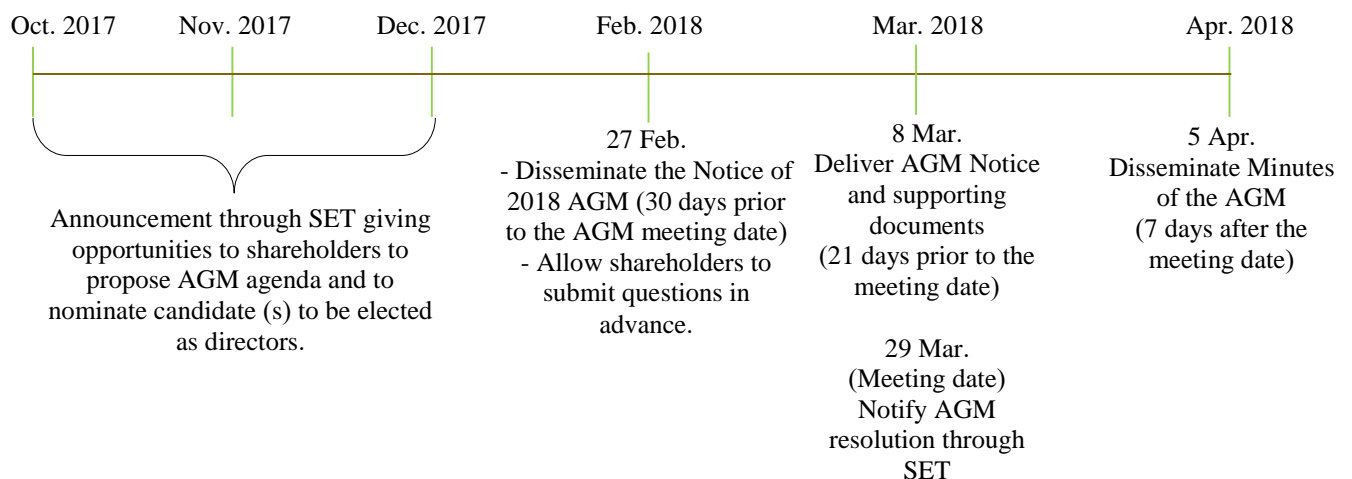 Oct. 2017 Nov. 2017 Dec. 2017 Feb. 2018 Mar. 2018 Apr. 2018
Announcement through SET giving
opportunities to shareholders to
propose AGM agenda and to
nominate candidate (s) to be elected
as directors.
27 Feb.
- Disseminate the Notice of
2018 AGM (30 days prior
to the AGM meeting date)
- Allow shareholders to
submit questions in
advance.
8 Mar.
Deliver AGM Notice
and supporting
documents
(21 days prior to the
meeting date)
29 Mar.
(Meeting date)
Notify AGM
resolution through
SET
5 Apr.
Disseminate Minutes
of the AGM
(7 days after the
meeting date)